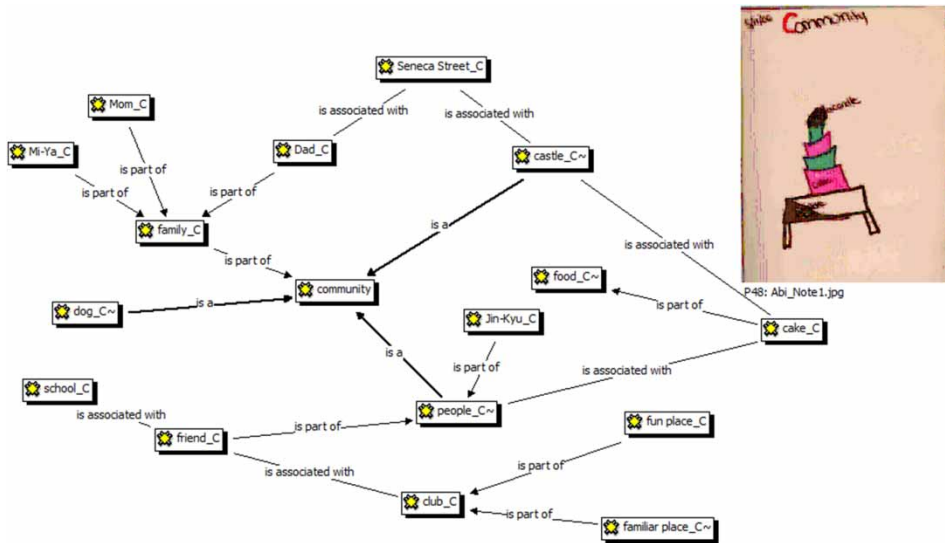 5/11/06 Community
Seneca Street_C
is associated with
is associated with
Mom_C
Mi-Ya_C
Dad_C
castle_C~
is part of
is part of
is part of
family_C
is a
is part of
is associated with
community
food_C~
P48: Abi_Note1.jpg
dog_C~
is a
is part of
Jin-Kyu_C
cake_C
is a
is part of
is associated with
school_C
people_C~
is associated with
fun place_C
friend_C
is part of
is part of
is associated with
club_C
is part of
familiar place_C~